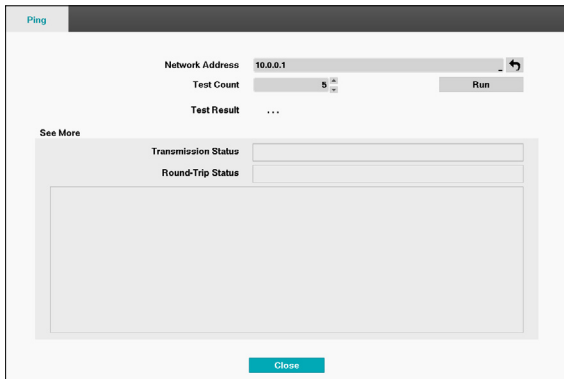 Ping
Network Address 10.0.0.1 _
Test Count 5 Run
Test Result ...
See More
Transmission Status
Round-Trip Status
Close